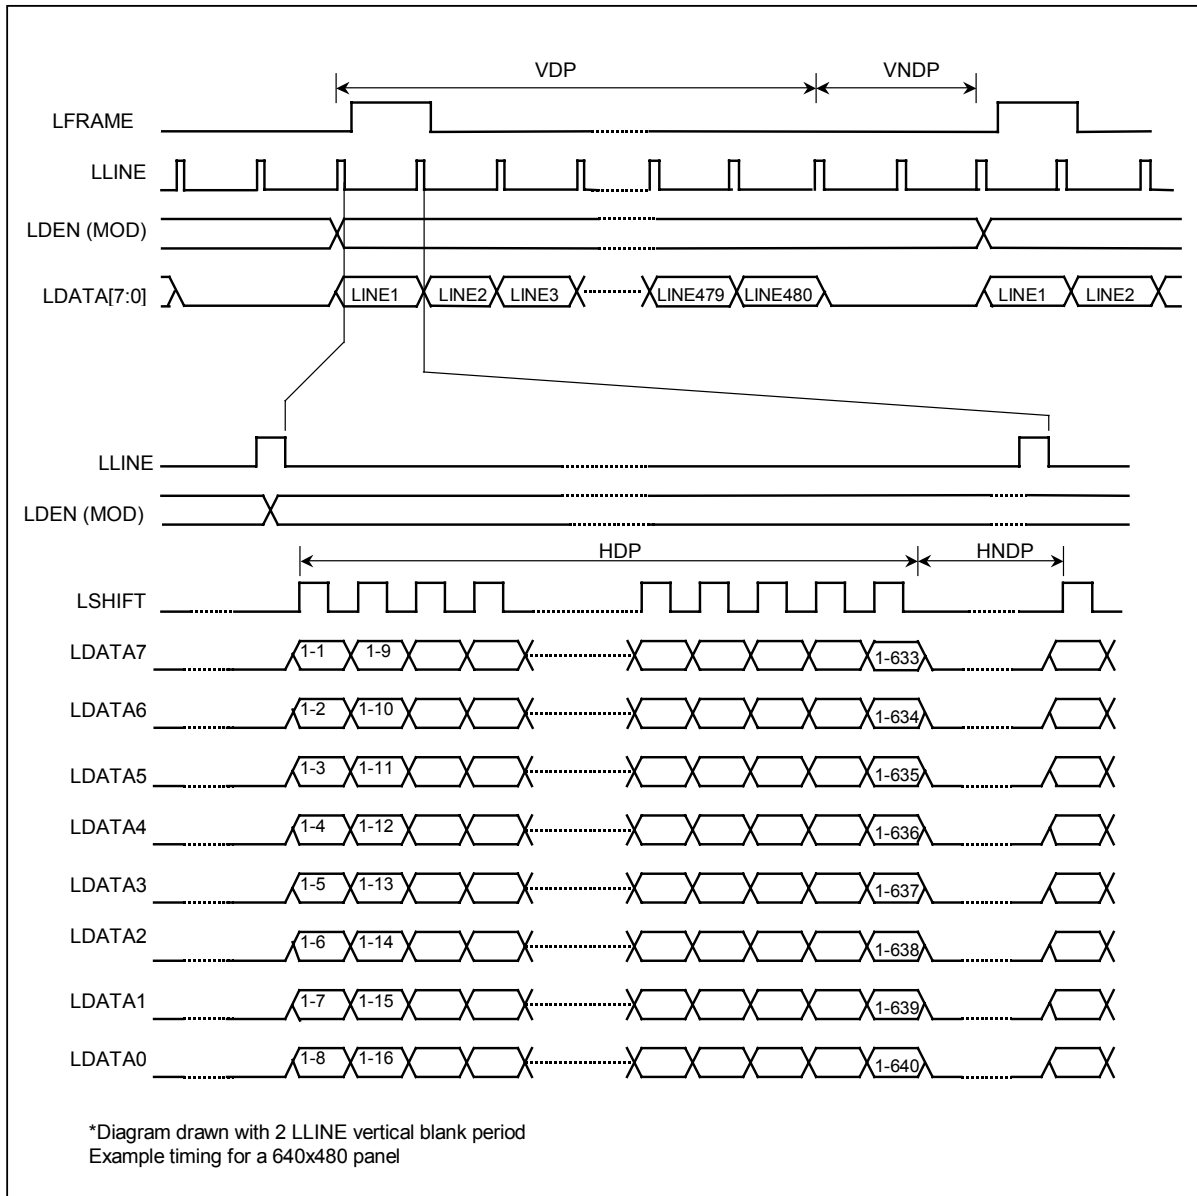 VDP VNDP
LFRAME
LLINE
LDEN (MOD)
LDATA[7:0] LINE1 LINE2 LINE3 LINE479 LINE480 LINE1 LINE2
LLINE
LDEN (MOD)
HDP HNDP
LSHIFT
LDATA7 1-1 1-9 1-633
LDATA6 1-2 1-10 1-634
LDATA5 1-3 1-11 1-635
LDATA4 1-4 1-12 1-636
LDATA3 1-5 1-13 1-637
LDATA2 1-6 1-14 1-638
LDATA1 1-7 1-15 1-639
LDATA0 1-8 1-16 1-640
*Diagram drawn with 2 LLINE vertical blank period
Example timing for a 640x480 panel